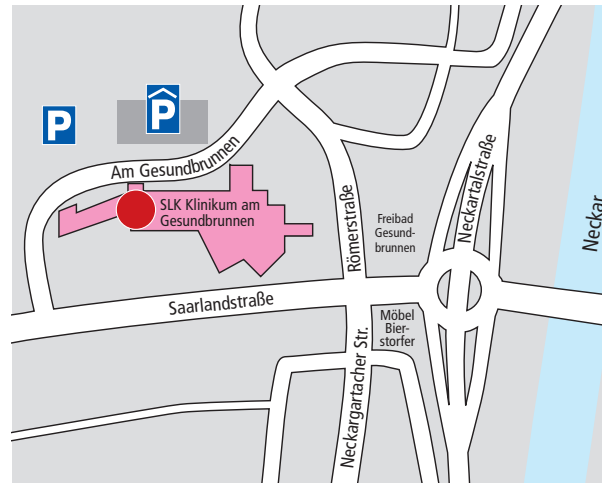 P
P
Am Gesundbrunnen
SLK Klinikum am
Gesundbrunnen
Römerstraße
Freibad
Gesund-
brunnen
Neckartalstraße
Neckar
Saarlandstraße
Möbel
Bier-
storfer
Neckargartacher Str.